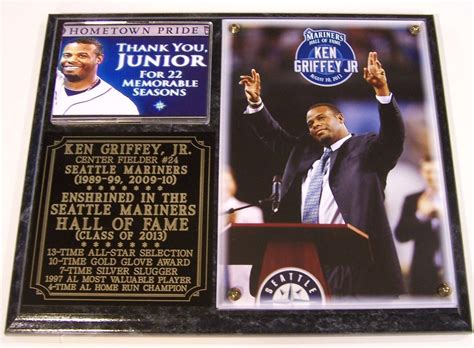 HOMETOWN PRIDE
THANK YOU,
JUNIOR
FOR 22
MEMORABLE
SEASONS
KEN GRIFFEY, JR.
CENTER FIELDER #24
SEATTLE MARINERS
(1989-99, 2009-10)
ENSHRINED IN THE
SEATTLE MARINERS
HALL OF FAME
(CLASS OF 2013)
13-TIME ALL-STAR SELECTION
10-TIME GOLD GLOVE AWARD
7-TIME SILVER SLUGGER
1997 AL MOST VALUABLE PLAYER
4-TIME AL HOME RUN CHAMPION
MARINERS
HALL OF FAME
KEN
GRIFFEY JR
AUGUST 10, 2013
SEATTLE